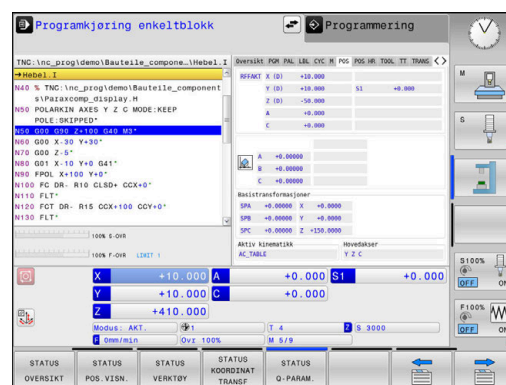 Programkjøring enkeltblokk
Programmering
TNC:\nc_prog\demo\Bauteile_compone…\Hebel.I
→Hebel.I
N40 % TNC:\nc_prog\demo\Bauteile_component
s\Paraxcomp_display.H
N50 POLARKIN AXES Y Z C MODE:KEEP
POLE:SKIPPED*
N50 G00 G90 Z+100 G40 M3*
N60 G00 X-30 Y+30*
N70 G00 Z-5*
N80 G01 X-10 Y+0 G41*
N90 FPOL X+100 Y+0*
N100 FC DR- R10 CLSD+ CCX+0*
N110 FLT*
N120 FCT DR- R15 CCX+100 CCY+0*
N130 FLT*
100% S-OVR
100% F-OVR LIMIT 1
Oversikt PGM PAL LBL CYC M POS POS HR TOOL TT TRANS
RFFAKT X (D) +10.000
Y (D) +10.000 S1 +0.000
Z (D) -50.000
A +0.000
C +0.000
A +0.00000
B +0.00000
C +0.00000
Basistransformasjoner
SPA +0.00000 X +0.0000
SPB +0.00000 Y +0.0000
SPC +0.00000 Z +150.0000
Aktiv kinematikk Hovedakser
AC_TABLE Y Z C
X +10.000 A +0.000 S1 +0.000
Y +10.000 C +0.000
Z +410.000
Modus: AKT. 1 T 4 Z S 3000
F 0mm/min Ovr 100% M 5/9
M
S
S100%
OFF ON
F100%
OFF ON
STATUS OVERSIKT
STATUS POS.VISN.
STATUS VERKTØY
STATUS KOORDINAT TRANSF
STATUS Q-PARAM.